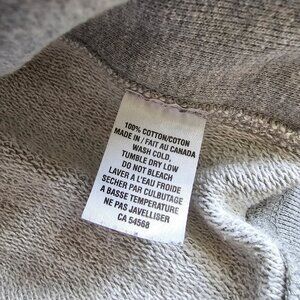 100% COTTON/COTON
MADE IN / FAIT AU CANADA
WASH COLD,
TUMBLE DRY LOW
DO NOT BLEACH
LAVER A L'EAU FROIDE
SECHER PAR CULBUTAGE
A BASSE TEMPERATURE
NE PAS JAVELLISER
CA 54568